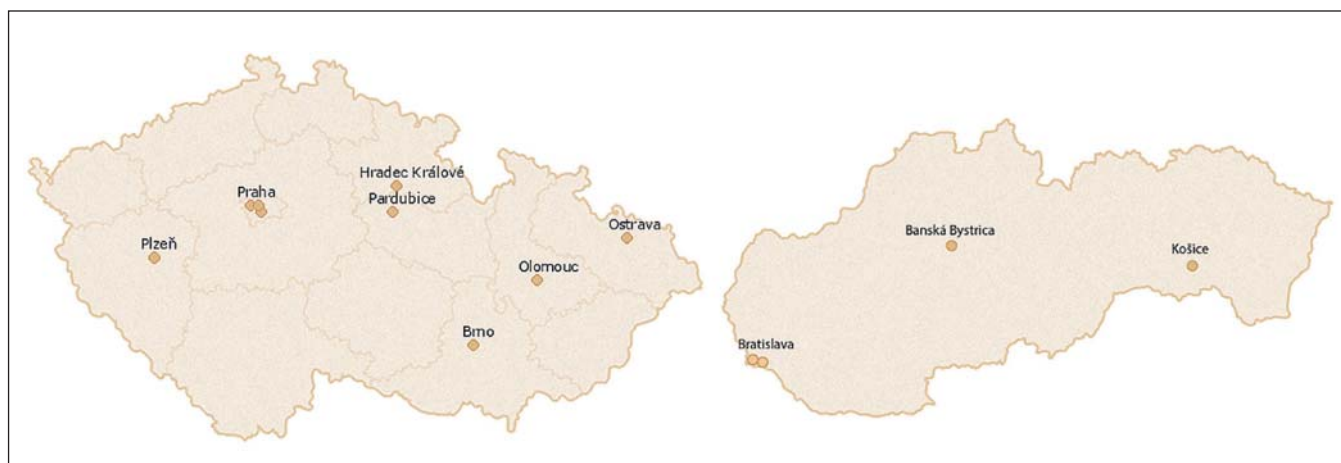 Hradec Králové
Praha
Pardubice
Ostrava
Plzeň
Olomouc
Brno
Banská Bystrica
Košice
Bratislava